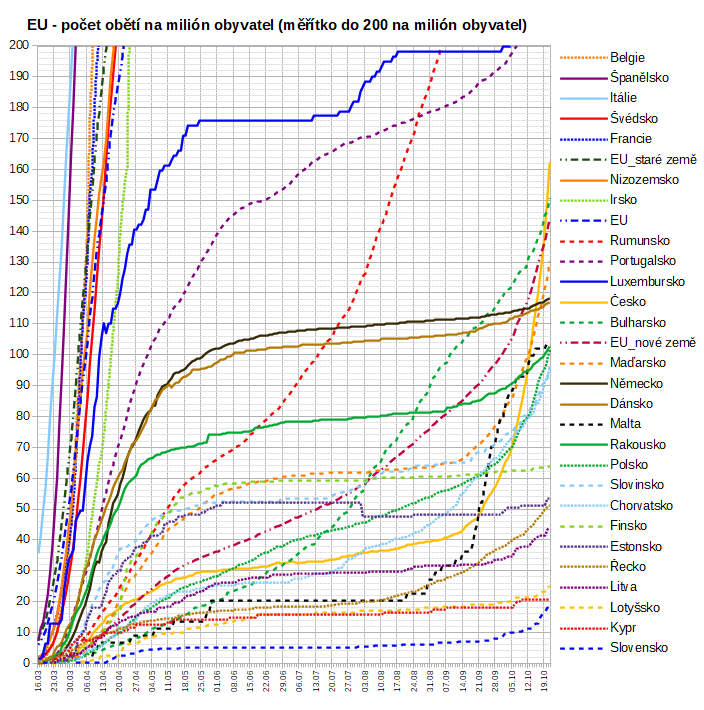 EU - počet obětí na milión obyvatel (měřítko do 200 na milión obyvatel)
200
190
180
170
160
150
140
130
120
110
100
90
80
70
60
50
40
30
20
10
0
16.03
23.03
30.03
06.04
13.04
20.04
27.04
04.05
11.05
18.05
25.05
01.06
08.06
15.06
22.06
29.06
06.07
13.07
20.07
27.07
03.08
10.08
17.08
24.08
31.08
07.09
14.09
21.09
28.09
05.10
12.10
19.10
Belgie
Španělsko
Itálie
Švédsko
Francie
EU_staré země
Nizozemsko
Irsko
EU
Rumunsko
Portugalsko
Luxembursko
Česko
Bulharsko
EU_nové země
Maďarsko
Německo
Dánsko
Malta
Rakousko
Polsko
Slovinsko
Chorvatsko
Finsko
Estonsko
Řecko
Litva
Lotyšsko
Kypr
Slovensko